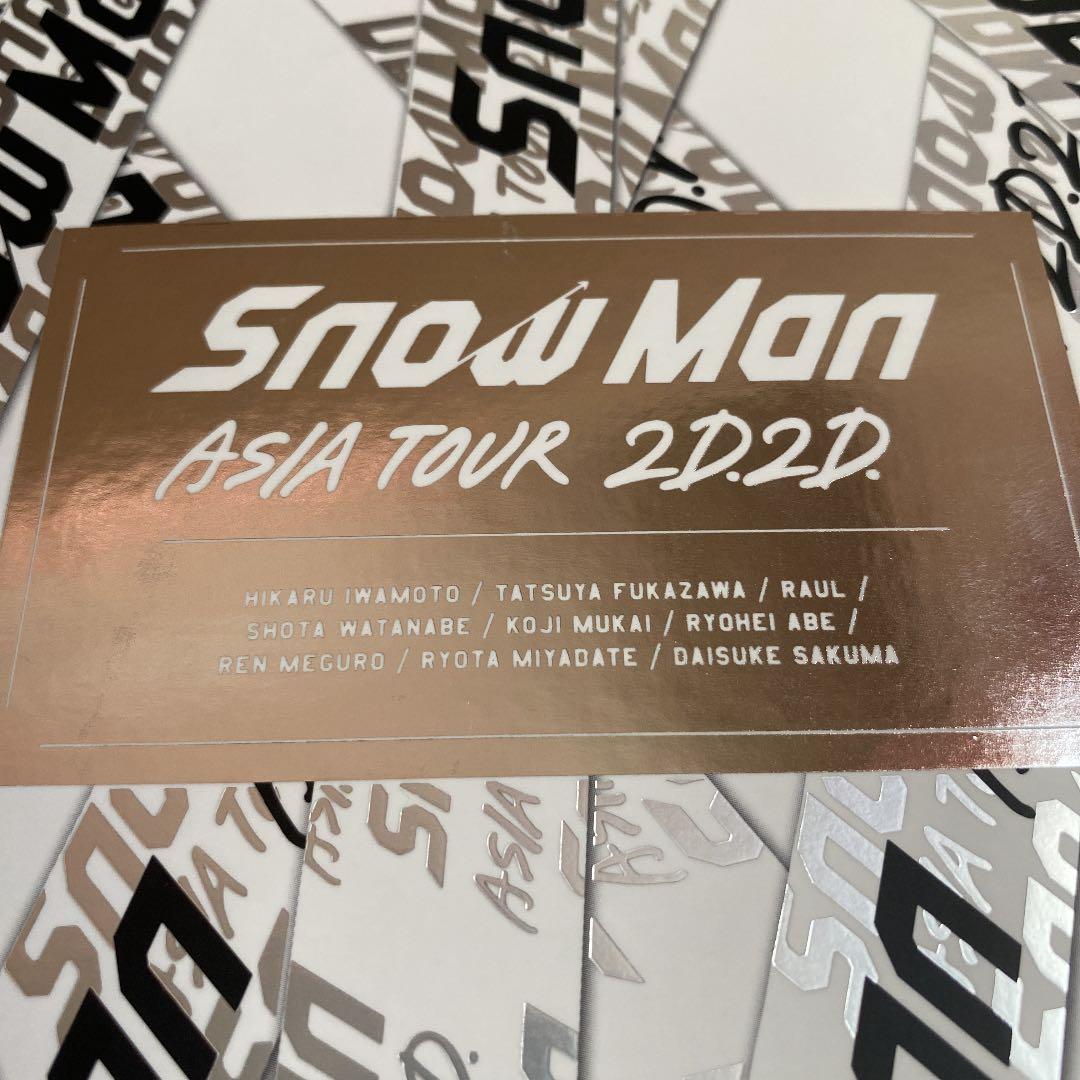 Snow Man
ASIA TOUR 2D.2D.
HIKARU IWAMOTO / TATSUYA FUKAZAWA / RAUL /
SHOTA WATANABE / KOJI MUKAI / RYOHEI ABE /
REN MEGURO / RYOTA MIYADATE / DAISUKE SAKUMA